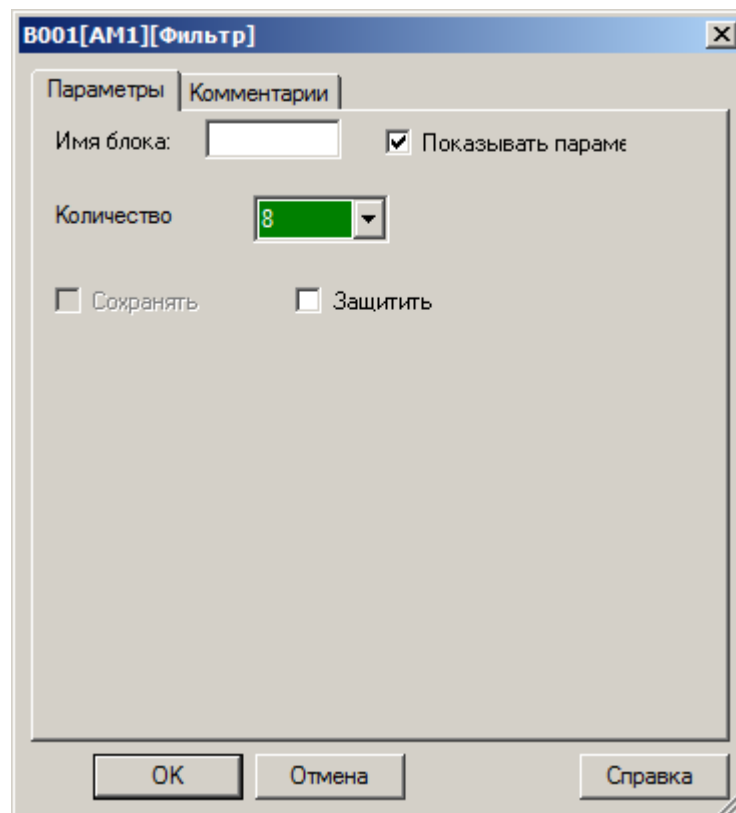 B001[AM1][Фильтр]
Параметры Комментарии
Имя блока: Показывать параме
Количество 8
Сохранять Защитить
OK Отмена Справка